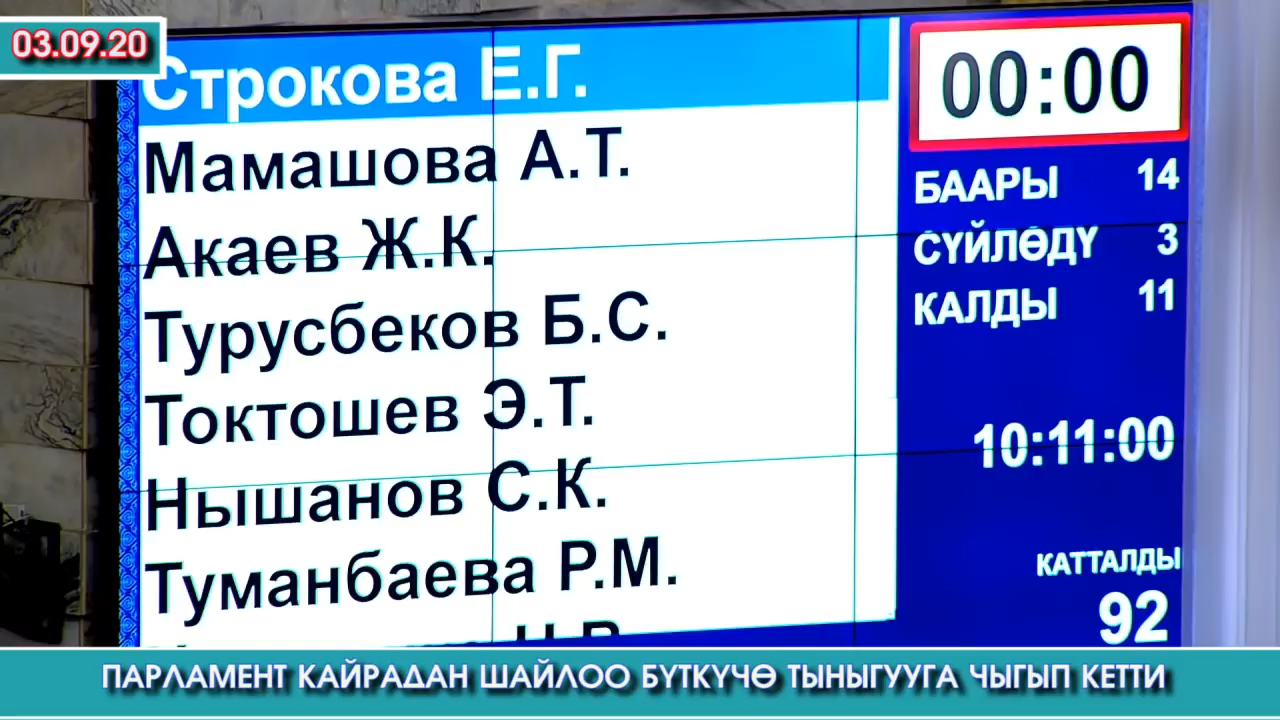 03.09.20
Строкова Е.Г.
Мамашова А.Т.
Акаев Ж.К.
Турусбеков Б.С.
Токтошев Э.Т.
Нышанов С.К.
Туманбаева Р.М.
00:00
БААРЫ 14
СҮЙЛӨДҮ 3
КАЛДЫ 11
10:11:00
КАТТАЛДЫ
92
ПАРЛАМЕНТ КАЙРАДАН ШАЙЛОО БҮТКҮЧӨ ТЫНЫГУУГА ЧЫГЫП КЕТТИ